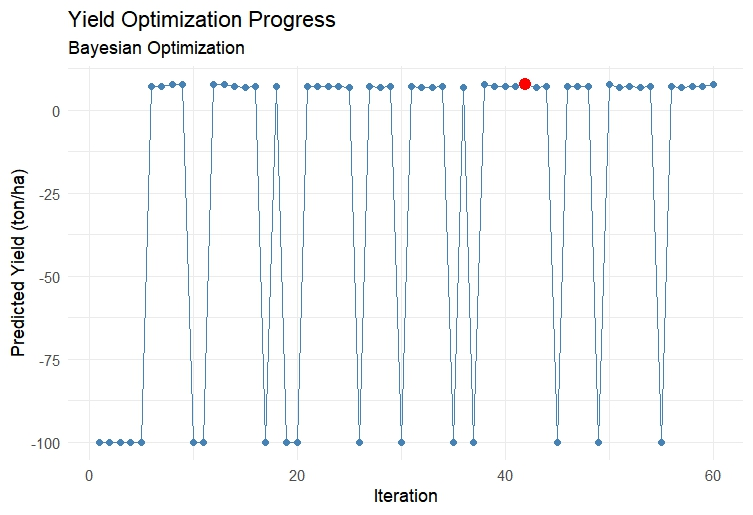 Yield Optimization Progress
Bayesian Optimization
Predicted Yield (ton/ha)
0
-25
-50
-75
-100
0 20 40 60
Iteration